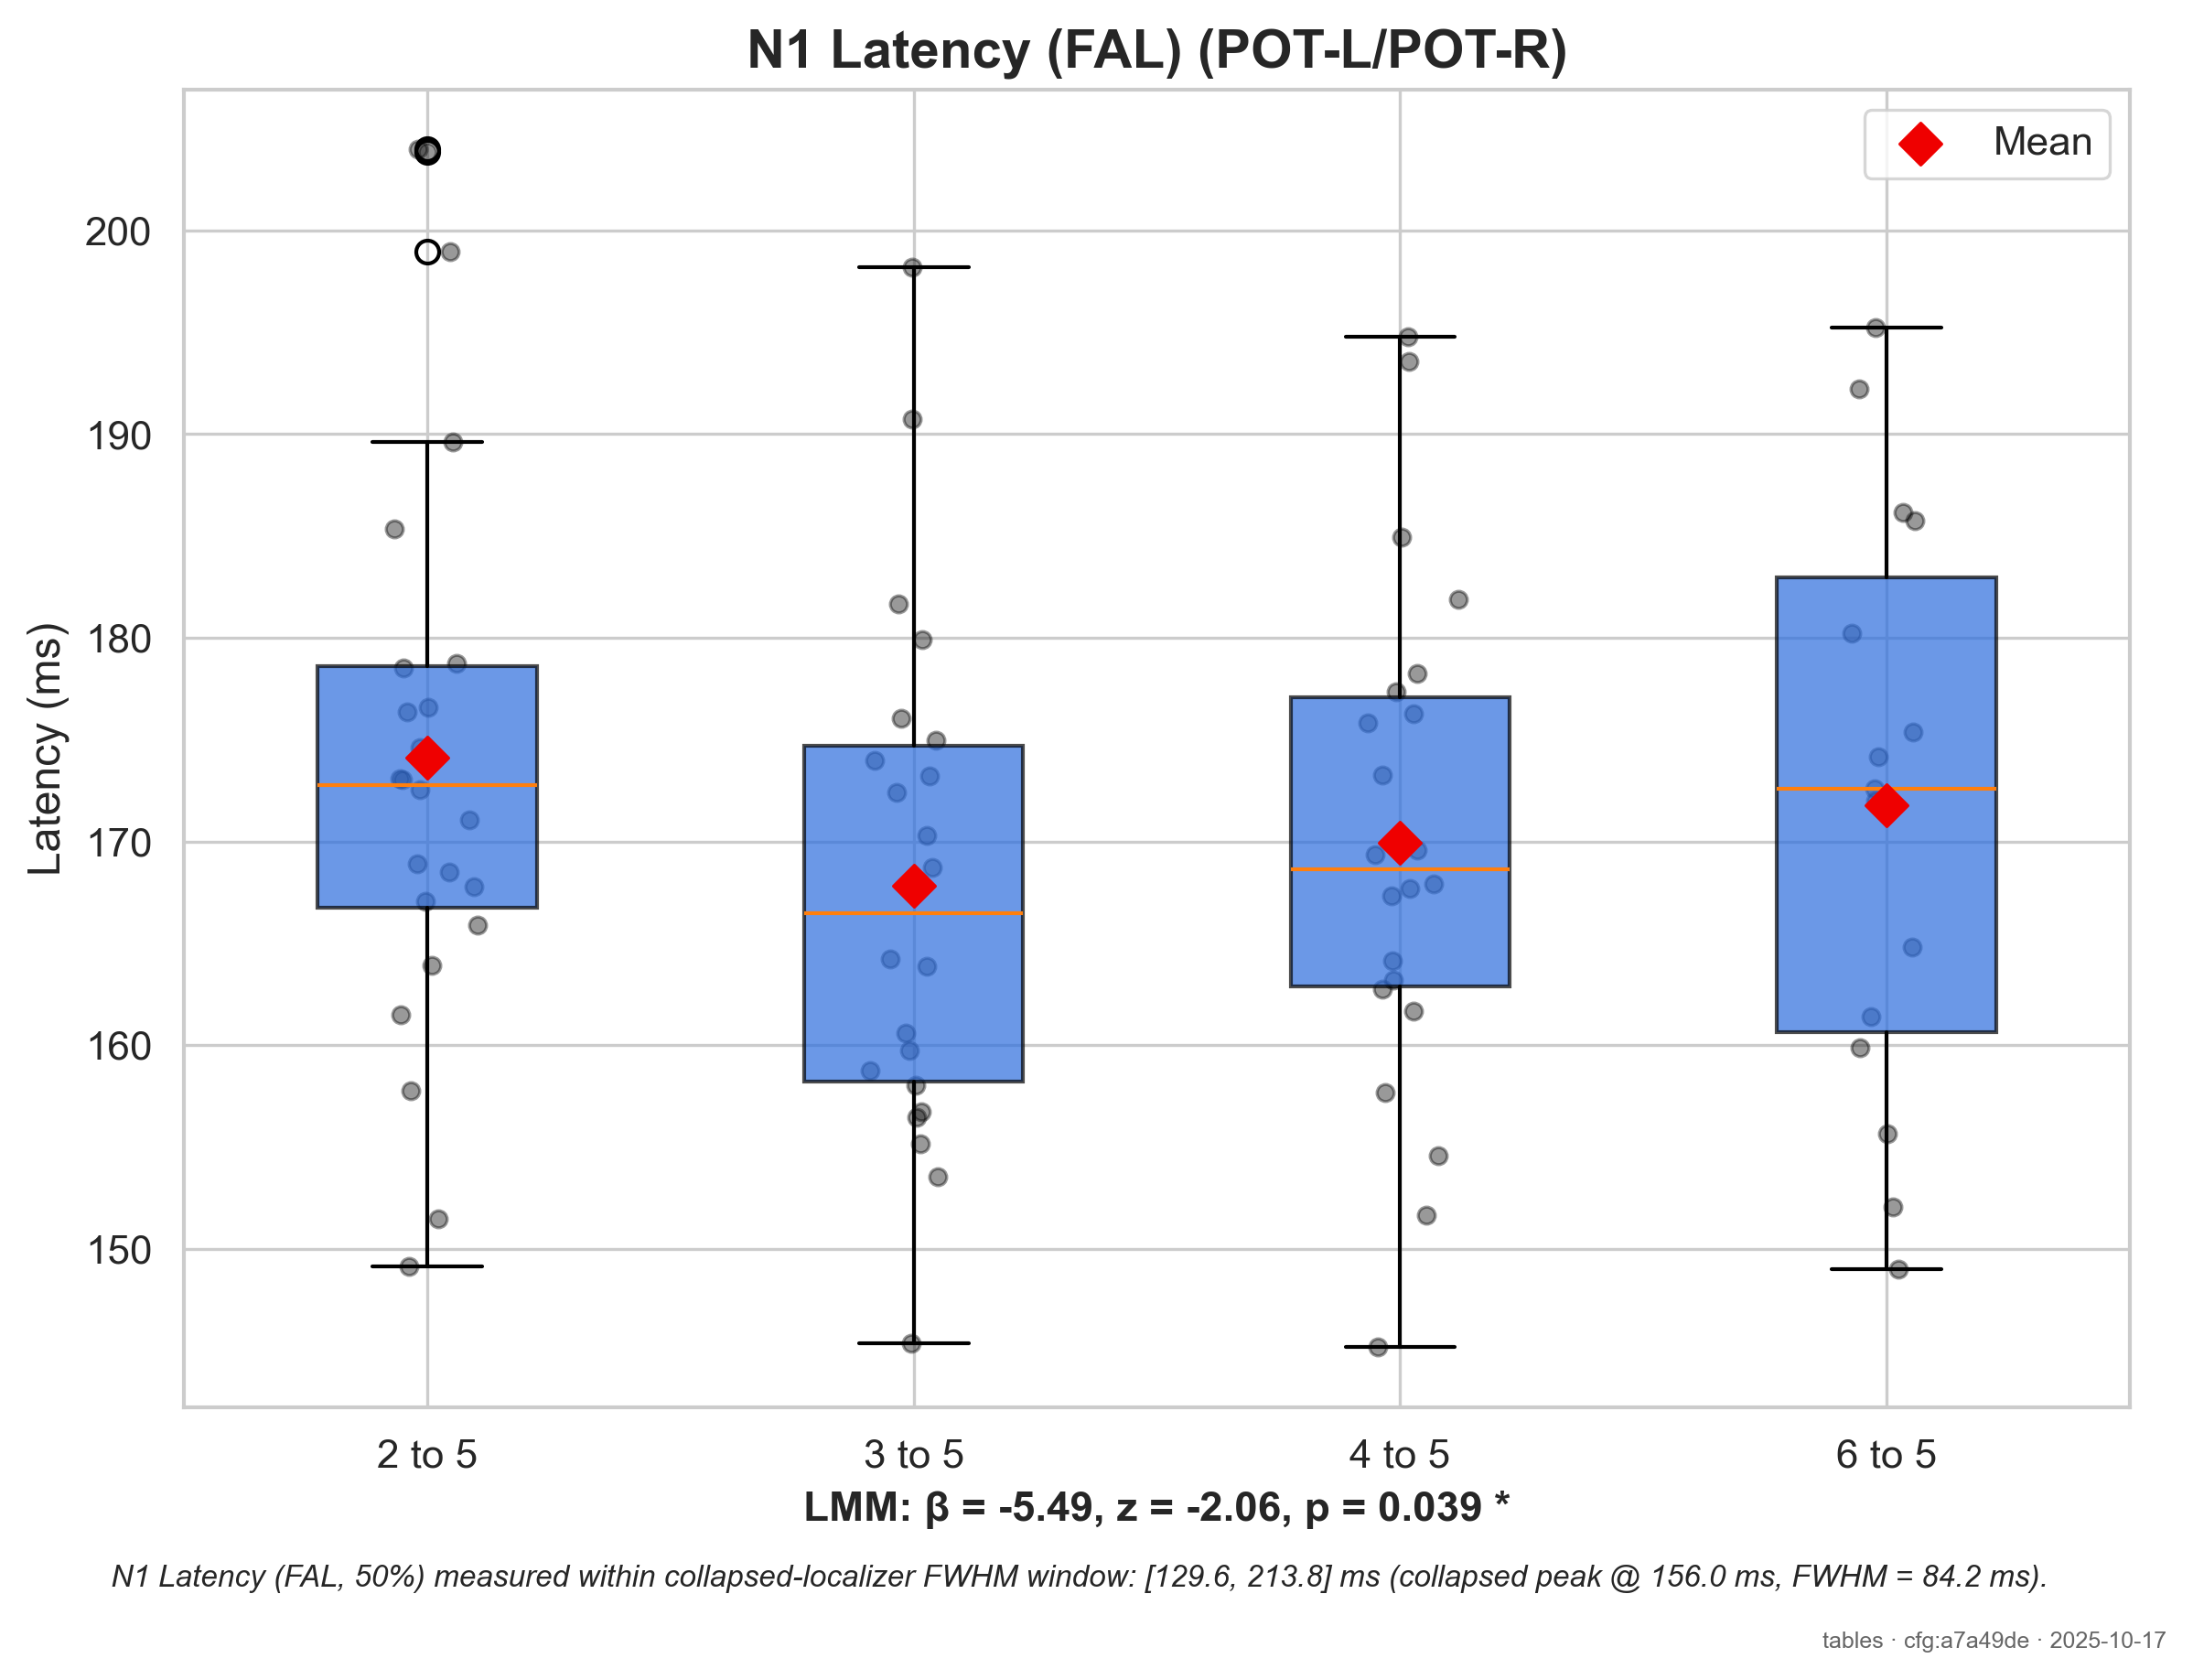 N1 Latency (FAL) (POT-L/POT-R)
Mean
Latency (ms)
200
190
180
170
160
150
2 to 5
3 to 5
4 to 5
6 to 5
LMM: β = -5.49, z = -2.06, p = 0.039 *
N1 Latency (FAL, 50%) measured within collapsed-localizer FWHM window: [129.6, 213.8] ms (collapsed peak @ 156.0 ms, FWHM = 84.2 ms).
tables · cfg:a7a49de · 2025-10-17